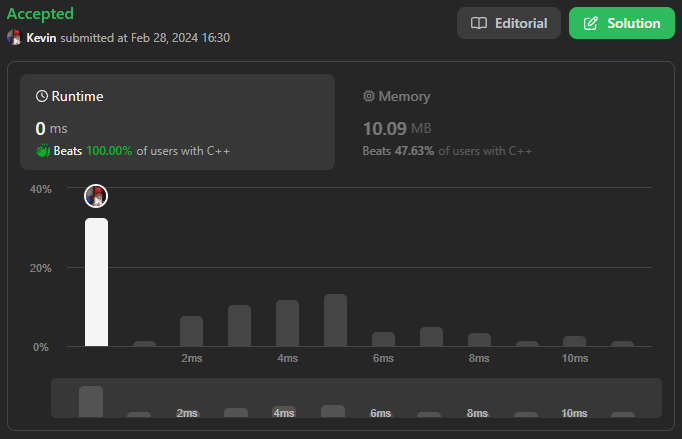 Accepted
Kevin submitted at Feb 28, 2024 16:30
Editorial
Solution
Runtime
0 ms
Beats 100.00% of users with C++
Memory
10.09 MB
Beats 47.63% of users with C++
40%
20%
0%
2ms 4ms 6ms 8ms 10ms
2ms 4ms 6ms 8ms 10ms